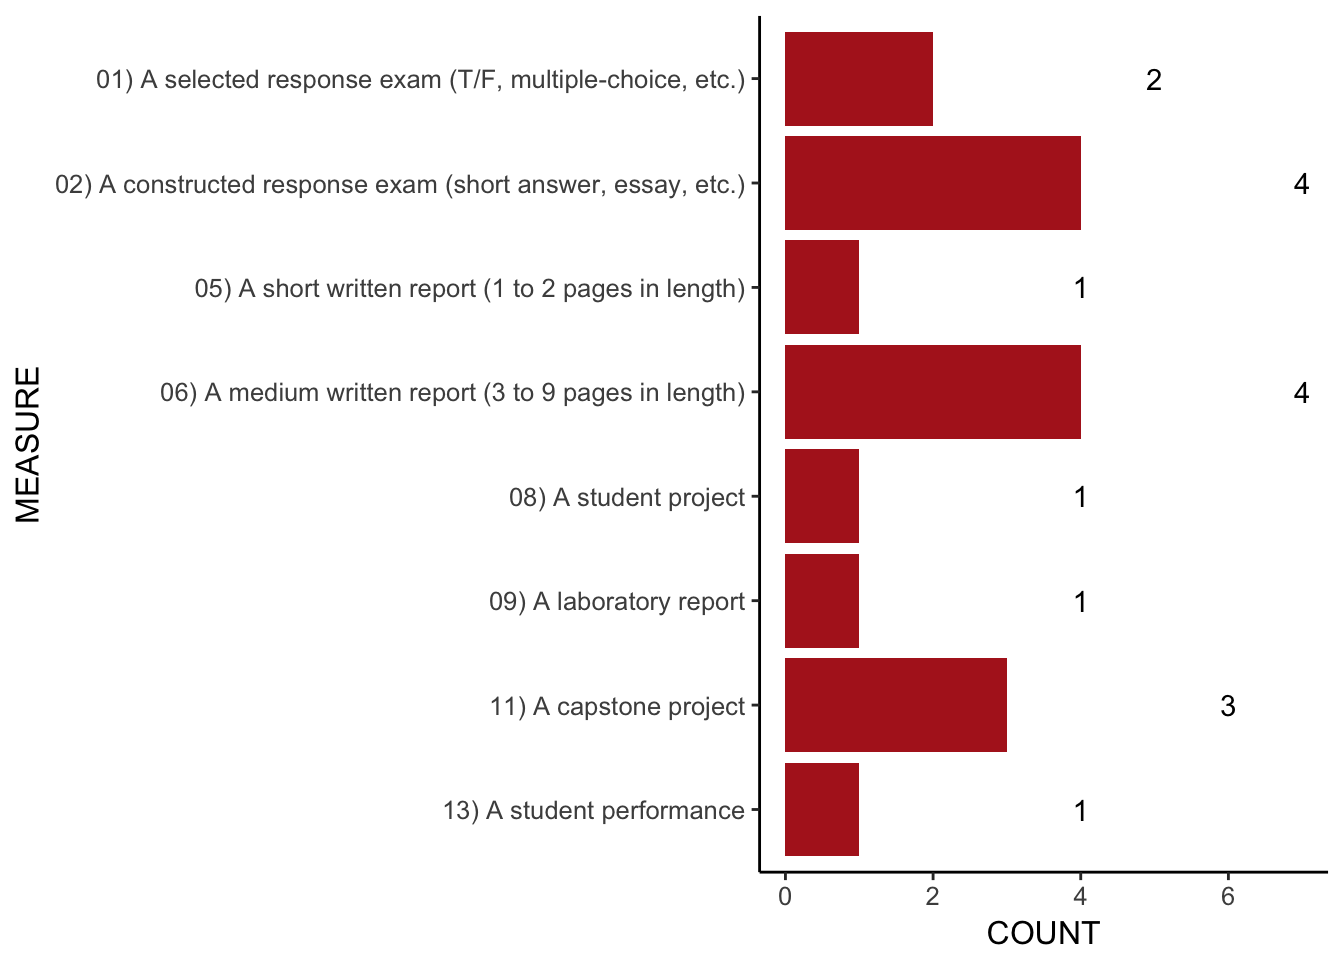 01) A selected response exam (T/F, multiple-choice, etc.) 2
02) A constructed response exam (short answer, essay, etc.) 4
05) A short written report (1 to 2 pages in length) 1
06) A medium written report (3 to 9 pages in length) 4
08) A student project 1
09) A laboratory report 1
11) A capstone project 3
13) A student performance 1
MEASURE
0 2 4 6
COUNT